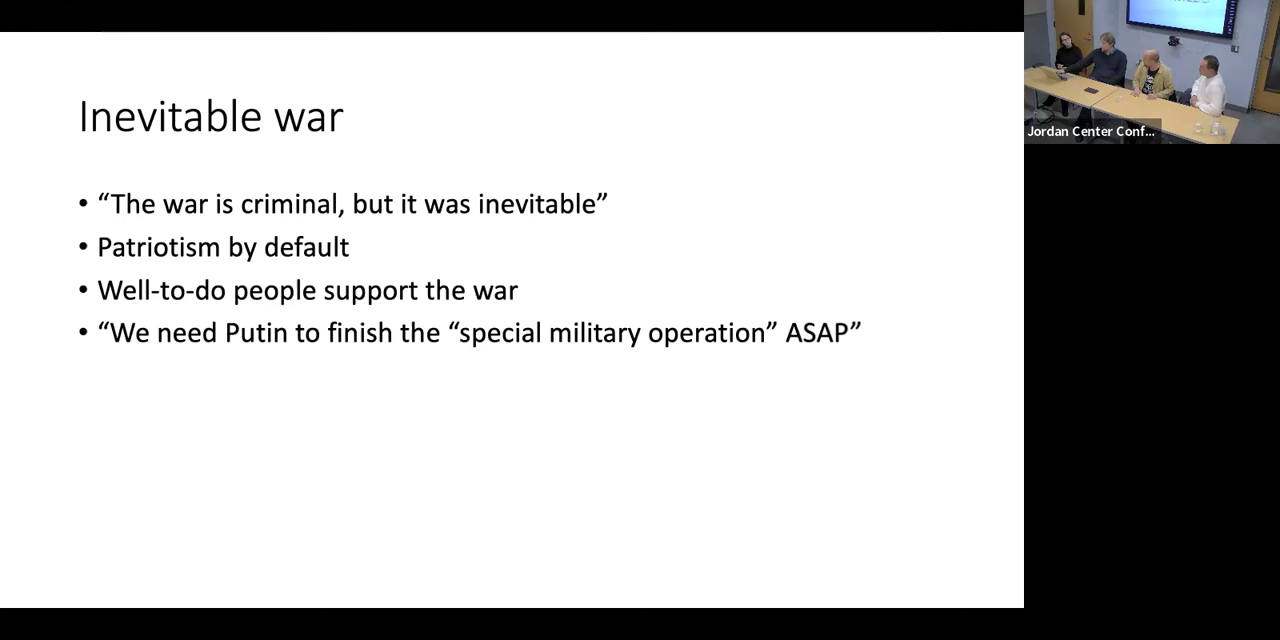 Inevitable war
• “The war is criminal, but it was inevitable”
• Patriotism by default
• Well-to-do people support the war
• “We need Putin to finish the “special military operation” ASAP”
Jordan Center Conf...